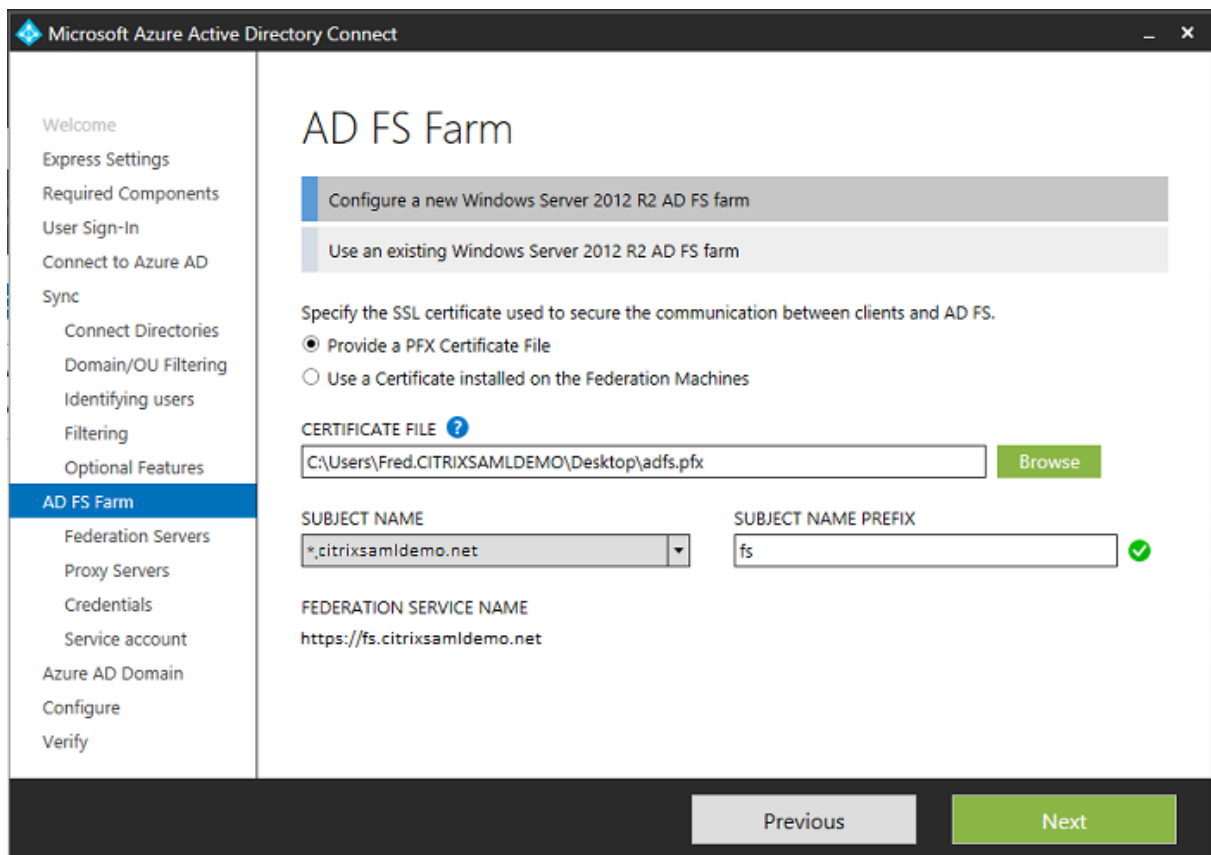 Microsoft Azure Active Directory Connect
Welcome
Express Settings
Required Components
User Sign-In
Connect to Azure AD
Sync
Connect Directories
Domain/OU Filtering
Identifying users
Filtering
Optional Features
AD FS Farm
Federation Servers
Proxy Servers
Credentials
Service account
Azure AD Domain
Configure
Verify
AD FS Farm
Configure a new Windows Server 2012 R2 AD FS farm
Use an existing Windows Server 2012 R2 AD FS farm
Specify the SSL certificate used to secure the communication between clients and AD FS.
Provide a PFX Certificate File
Use a Certificate installed on the Federation Machines
CERTIFICATE FILE ?
C:\Users\Fred.CITRIXSAMLDEMO\Desktop\adfs.pfx
Browse
SUBJECT NAME
*.citrixsamldemo.net
SUBJECT NAME PREFIX
fs
FEDERATION SERVICE NAME
https://fs.citrixsamldemo.net
Previous
Next